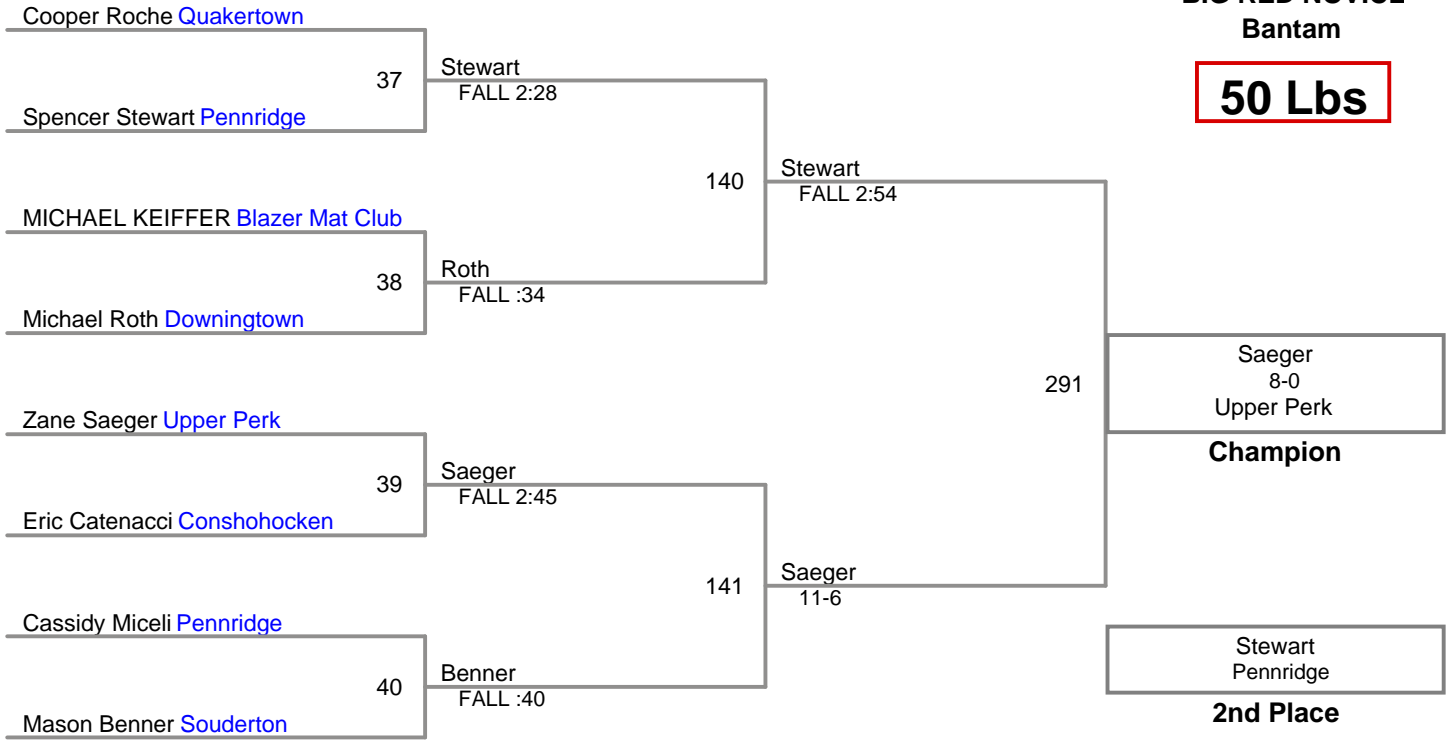 Cooper Roche Quakertown
Bantam
50 Lbs
37
Stewart
FALL 2:28
Spencer Stewart Pennridge
140
Stewart
FALL 2:54
MICHAEL KEIFFER Blazer Mat Club
38
Roth
FALL :34
Michael Roth Downingtown
291
Saeger
8-0
Upper Perk
Champion
Zane Saeger Upper Perk
39
Saeger
FALL 2:45
Eric Catenacci Conshohocken
141
Saeger
11-6
Cassidy Miceli Pennridge
40
Benner
FALL :40
Mason Benner Souderton
Stewart
Pennridge
2nd Place